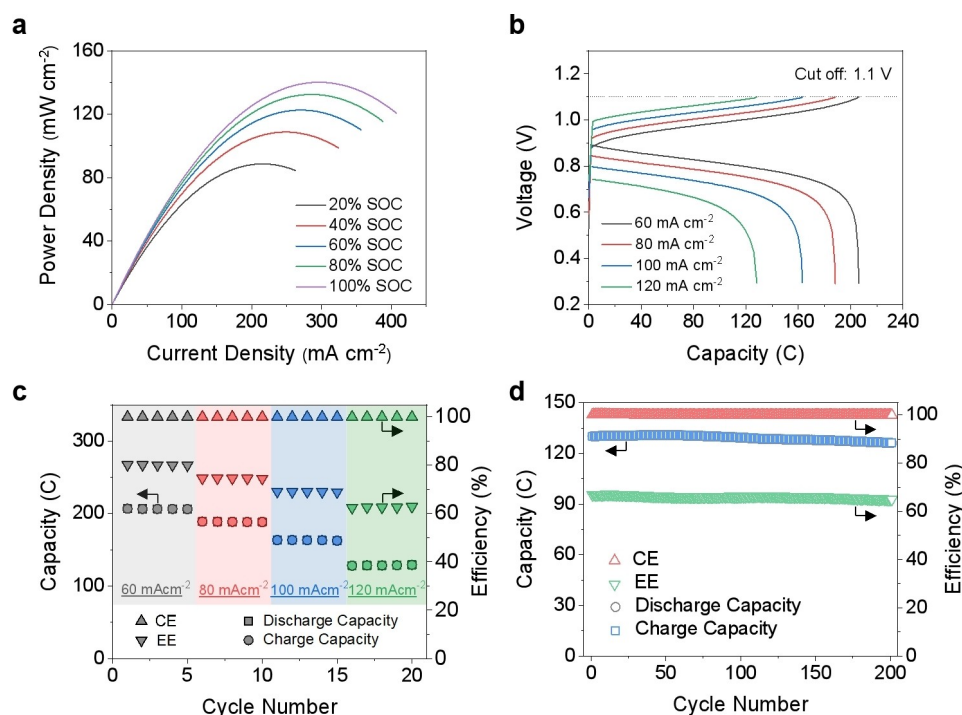 a
160
120
80
40
0
Power Density (mW cm-2)
20% SOC
40% SOC
60% SOC
80% SOC
100% SOC
0 100 200 300 400 500
Current Density (mA cm-2)
b
1.2
1.0
0.8
0.6
0.4
0.2
Voltage (V)
Cut off: 1.1 V
60 mA cm-2
80 mA cm-2
100 mA cm-2
120 mA cm-2
0 40 80 120 160 200 240
Capacity (C)
c
300
250
200
150
100
0
Capacity (C)
100
80
60
40
20
0
Efficiency (%)
60 mAcm-2
80 mAcm-2
100 mAcm-2
120 mAcm-2
CE
EE
Discharge Capacity
Charge Capacity
0 5 10 15 20
Cycle Number
d
150
120
90
60
30
0
Capacity (C)
100
80
60
40
20
0
Efficiency (%)
CE
EE
Discharge Capacity
Charge Capacity
0 50 100 150 200
Cycle Number